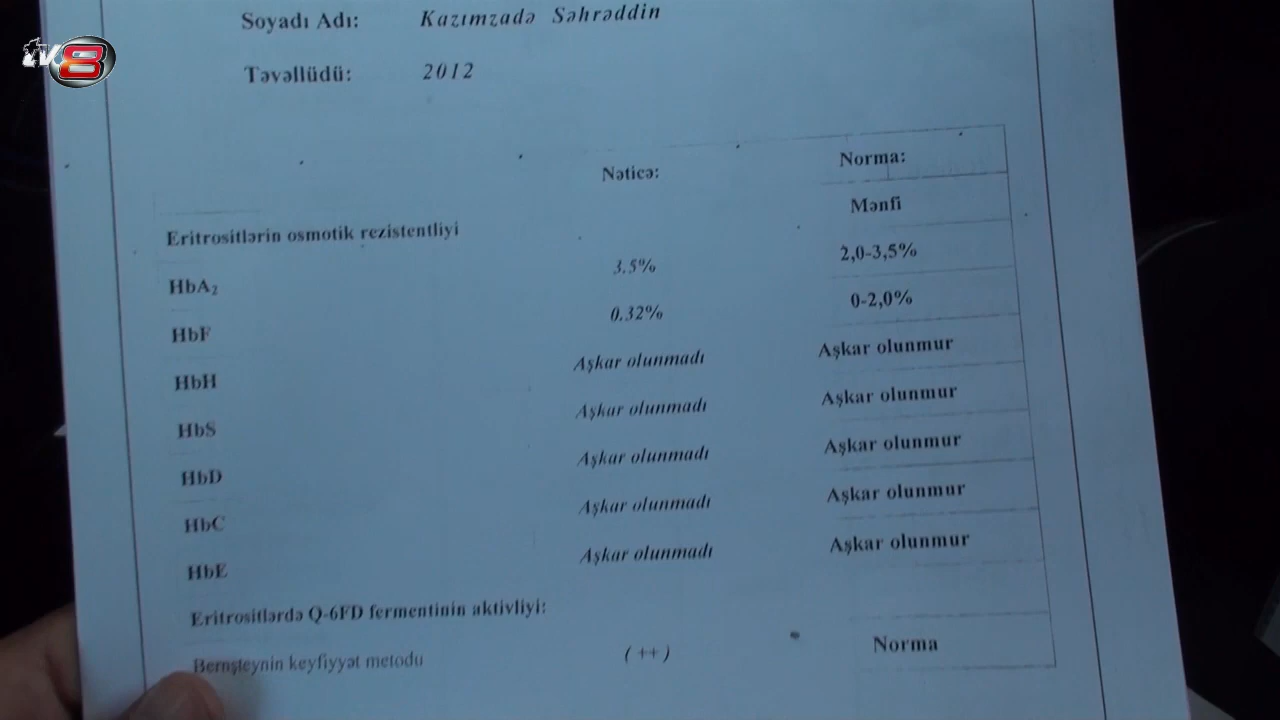 tv8
Soyadı Adı: Kazımzadə Səhrəddin
Təvəllüdü: 2012
Nəticə: Norma:
Eritrositlərin osmotik rezistentliyi Mənfi
HbA₂ 3.5% 2,0-3,5%
HbF 0.32% 0-2,0%
HbH Aşkar olunmadı Aşkar olunmur
HbS Aşkar olunmadı Aşkar olunmur
HbD Aşkar olunmadı Aşkar olunmur
HbC Aşkar olunmadı Aşkar olunmur
HbE Aşkar olunmadı Aşkar olunmur
Eritrositlərdə Q-6FD fermentinin aktivliyi:
Bernşteynin keyfiyyət metodu (++) Norma